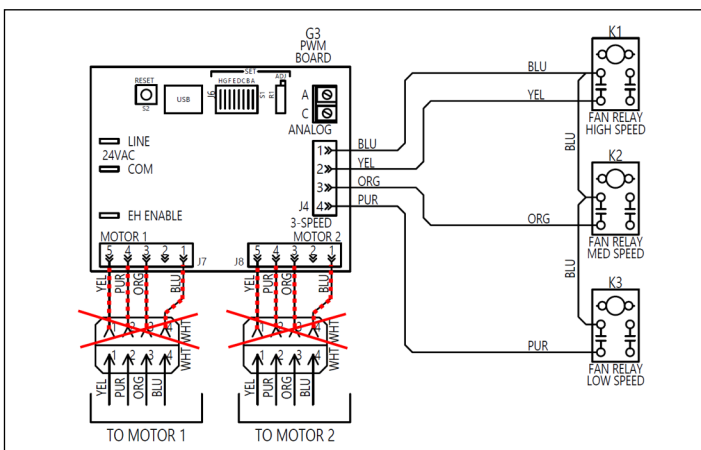 G3
PWM
BOARD
K1
SET
RESET
HGFEDCBA
ADJ
USB
J6
S1
R1
S2
A
C
ANALOG
LINE
24VAC
COM
EH ENABLE
1
2
3
4
J4
3-SPEED
BLU
YEL
ORG
PUR
BLU
YEL
FAN RELAY
HIGH SPEED
BLU
K2
ORG
FAN RELAY
MED SPEED
BLU
K3
PUR
FAN RELAY
LOW SPEED
MOTOR 1
5 4 3 2 1
J7
YEL
PUR
ORG
BLU
MOTOR 2
5 4 3 2 1
J8
YEL
PUR
ORG
BLU
1 2 3 4
WHT
1 2 3 4
WHT
YEL
PUR
ORG
BLU
TO MOTOR 1
1 2 3 4
WHT
1 2 3 4
WHT
YEL
PUR
ORG
BLU
TO MOTOR 2